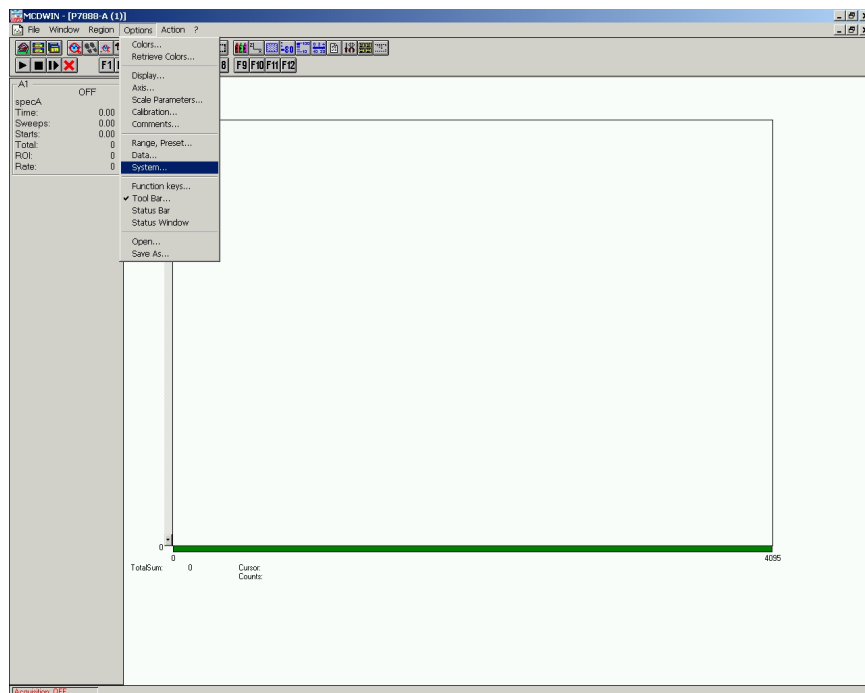 MCDWIN - [P7888-A (1)]
File Window Region Options Action ?
F1
8 F9 F10 F11 F12
Colors...
Retrieve Colors...
Display...
Axis...
Scale Parameters...
Calibration...
Comments...
Range, Preset...
Data...
System...
Function keys...
Tool Bar...
Status Bar
Status Window
Open...
Save As...
A1
OFF
specA
Time: 0.00
Sweeps: 0.00
Starts: 0.00
Total: 0
ROI: 0
Rate: 0
0
0 4095
TotalSum: 0 Cursor:
Counts:
Acquisition: OFF